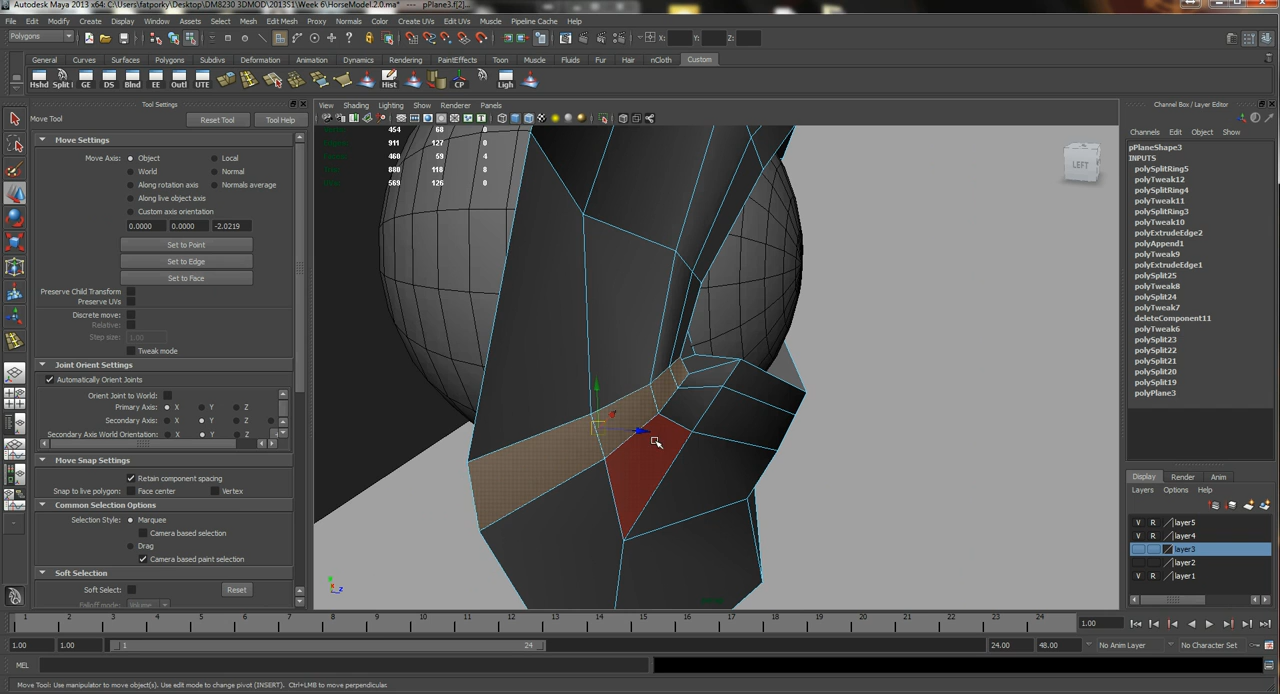 Autodesk Maya 2013 x64: C:\Users\fatporky\Desktop\DM8230 3DMOD\2013S1\Week 6\HorseModel.2.0.ma* --- pPlane3.f[2]...
File Edit Modify Create Display Window Assets Select Mesh Edit Mesh Proxy Normals Color Create UVs Edit UVs Muscle Pipeline Cache Help
Polygons X: Y: Z:
General Curves Surfaces Polygons Subdivs Deformation Animation Dynamics Rendering PaintEffects Toon Muscle Fluids Fur Hair nCloth Custom
Hshd Split GE DS Blnd EE Outl UTE Hist CP Ligh
Tool Settings
Move Tool Reset Tool Tool Help
Move Settings
Move Axis: Object Local
World Normal
Along rotation axis Normals average
Along live object axis
Custom axis orientation
0.0000 0.0000 -2.0219
Set to Point
Set to Edge
Set to Face
Preserve Child Transform
Preserve UVs
Discrete move:
Relative:
Step size: 1.00
Tweak mode
Joint Orient Settings
Automatically Orient Joints
Orient Joint to World:
Primary Axis: X Y Z
Secondary Axis: X Y Z
Secondary Axis World Orientation: X Y Z
Move Snap Settings
Retain component spacing
Snap to live polygon: Face center Vertex
Common Selection Options
Selection Style: Marquee
Camera based selection
Drag
Camera based paint selection
Soft Selection
Soft Select: Reset
Falloff mode: Volume
View Shading Lighting Show Renderer Panels
454 68 0
911 127 0
460 59 4
880 118 8
569 126 0
LEFT
Channel Box / Layer Editor
Channels Edit Object Show
pPlaneShape3
INPUTS
polySplitRing5
polyTweak12
polySplitRing4
polyTweak11
polySplitRing3
polyTweak10
polyExtrudeEdge2
polyAppend1
polyTweak9
polyExtrudeEdge1
polySplit25
polyTweak8
polySplit24
polyTweak7
deleteComponent11
polyTweak6
polySplit23
polySplit22
polySplit21
polySplit20
polySplit19
polyPlane3
Display Render Anim
Layers Options Help
V R layer5
V R layer4
layer3
layer2
V R layer1
1 2 3 4 5 6 7 8 9 10 11 12 13 14 15 16 17 18 19 20 21 22 23 24 1.00
1.00 1.00 1 24 24.00 48.00 No Anim Layer No Character Set
MEL
Move Tool: Use manipulator to move object(s). Use edit mode to change pivot (INSERT). Ctrl+LMB to move perpendicular.